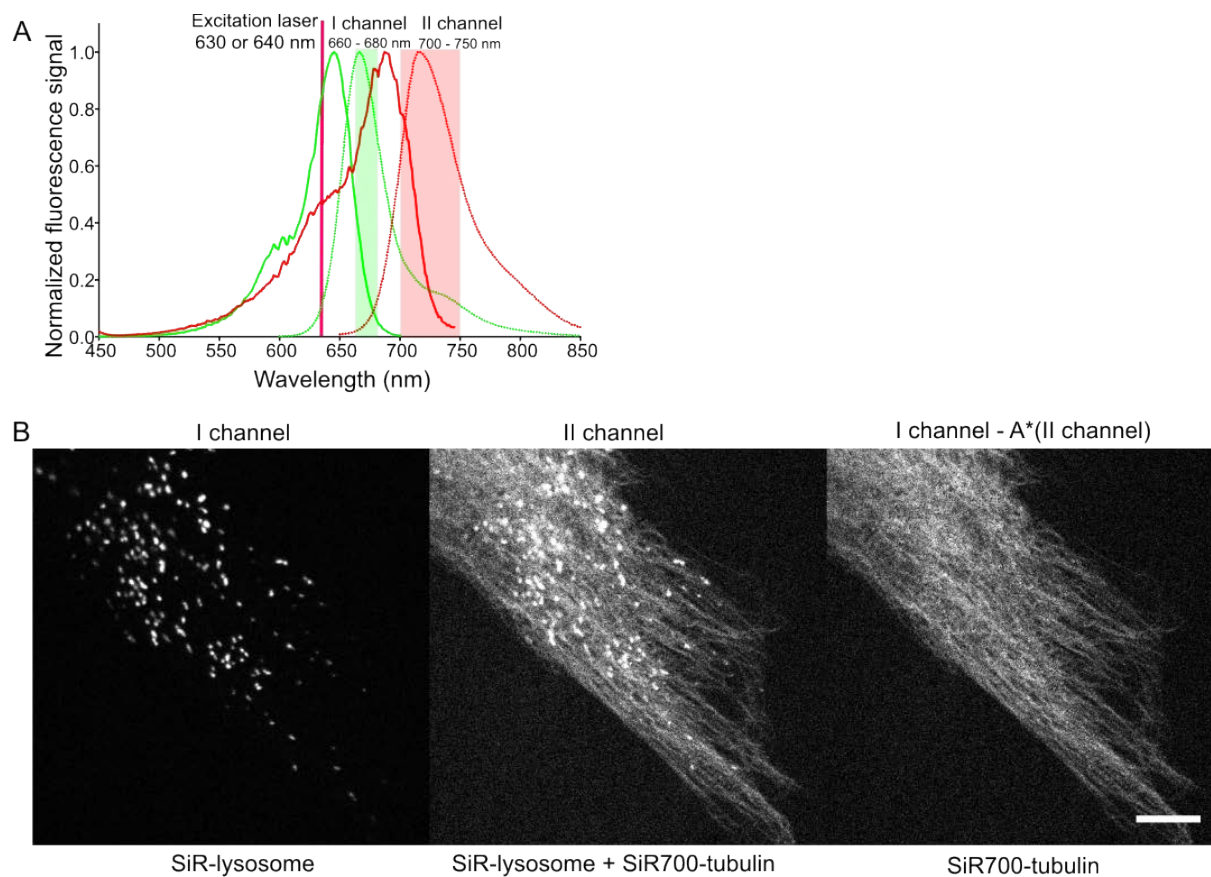 A
Excitation laser
630 or 640 nm
I channel
660 - 680 nm
II channel
700 - 750 nm
Normalized fluorescence signal
1.0
0.8
0.6
0.4
0.2
0.0
450 500 550 600 650 700 750 800 850
Wavelength (nm)
B
I channel
II channel
I channel - A*(II channel)
SiR-lysosome
SiR-lysosome + SiR700-tubulin
SiR700-tubulin